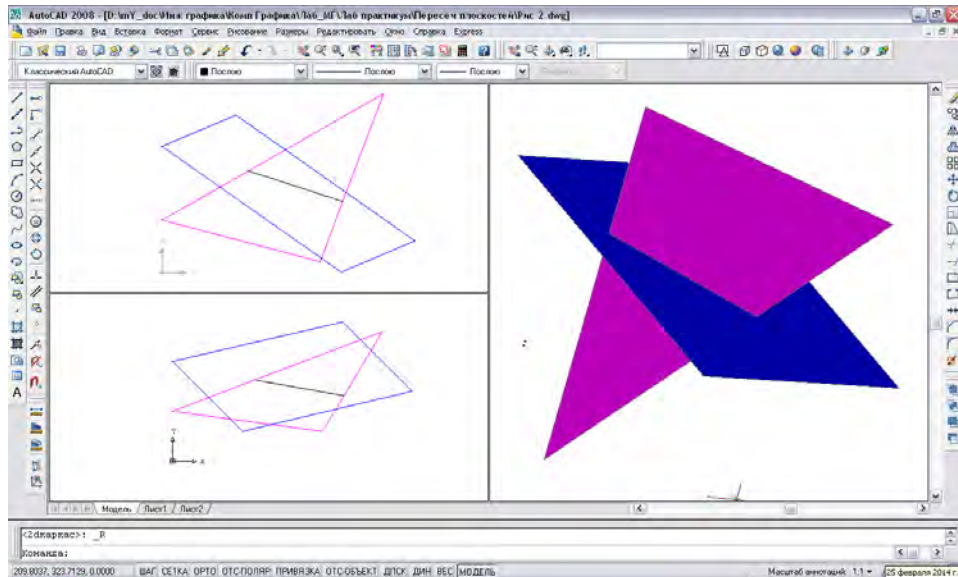 AutoCAD 2008 - [D:\mY_doc\Инж графика\Комп Графика\Лаб_МГ\Лаб практикум\Пересеч плоскостей\Рис 2.dwg]
Файл Правка Вид Вставка Формат Сервис Рисование Размеры Редактировать Окно Справка Express
Классический AutoCAD Послою Послою Послою
Y
X
Модель Лист1 Лист2
<2dкаркас>: _R
Команда:
209.8037, 323.7129, 0.0000 ШАГ СЕТКА ОРТО ОТС-ПОЛЯР ПРИВЯЗКА ОТС-ОБЪЕКТ ДПСК ДИН ВЕС МОДЕЛЬ Масштаб аннотаций: 1:1 25 февраля 2014 г.